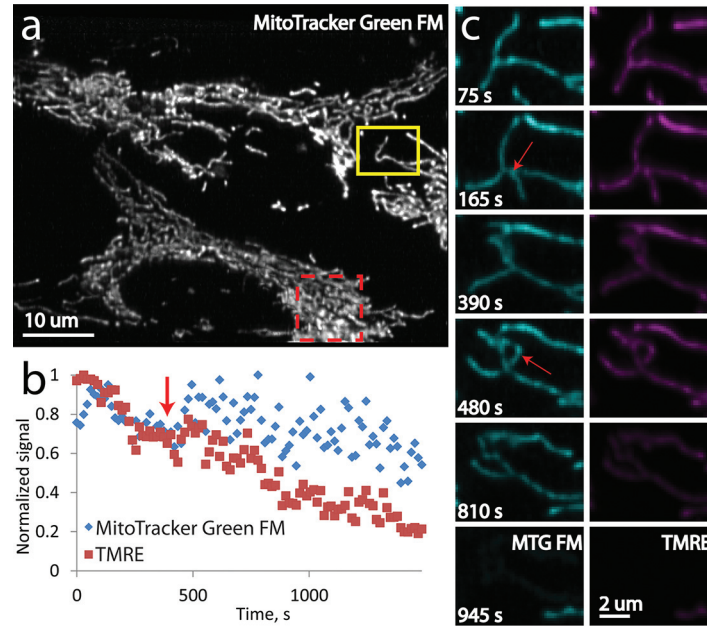 a
MitoTracker Green FM
10 um
b
1
0.8
0.6
0.4
0.2
0
Normalized signal
MitoTracker Green FM
TMRE
0
500
1000
Time, s
c
75 s
165 s
390 s
480 s
810 s
MTG FM
TMRE
945 s
2 um